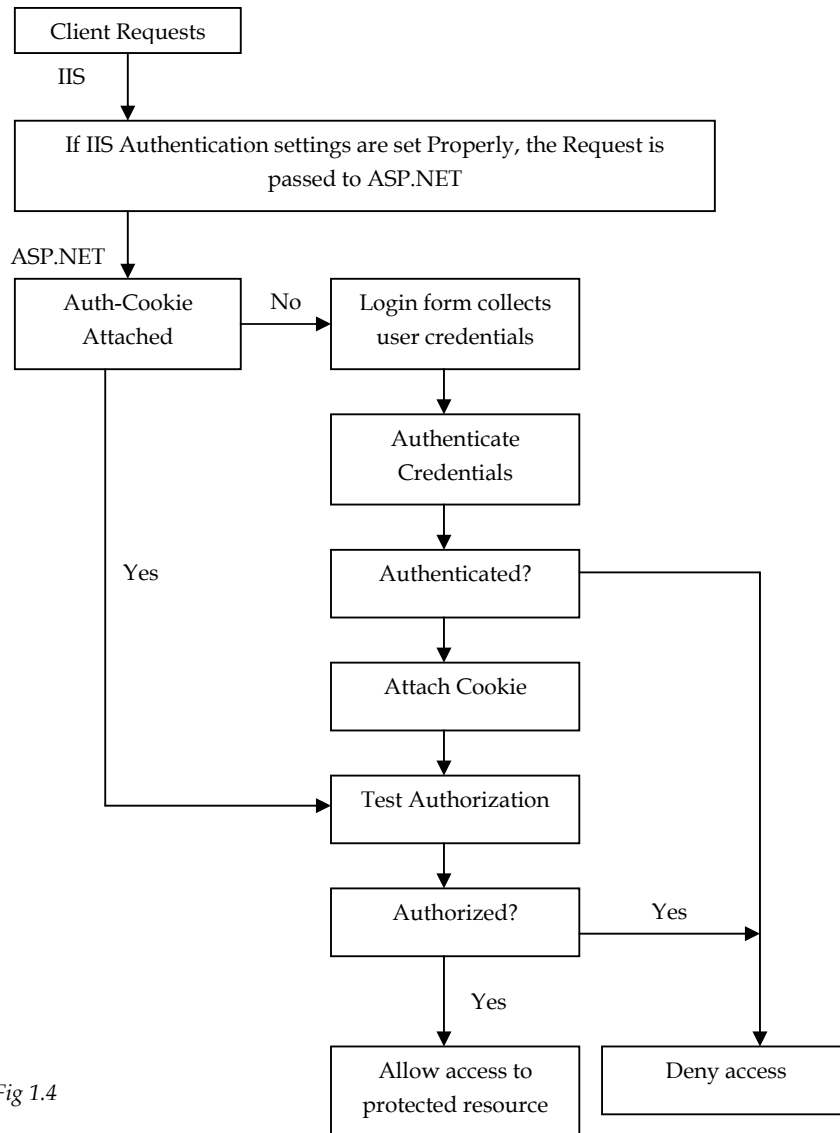 Client Requests
IIS
If IIS Authentication settings are set Properly, the Request is
passed to ASP.NET
ASP.NET
Auth-Cookie
Attached
No
Login form collects
user credentials
Authenticate
Credentials
Yes
Authenticated?
Attach Cookie
Test Authorization
Authorized?
Yes
Yes
Allow access to
protected resource
Deny access
Fig 1.4